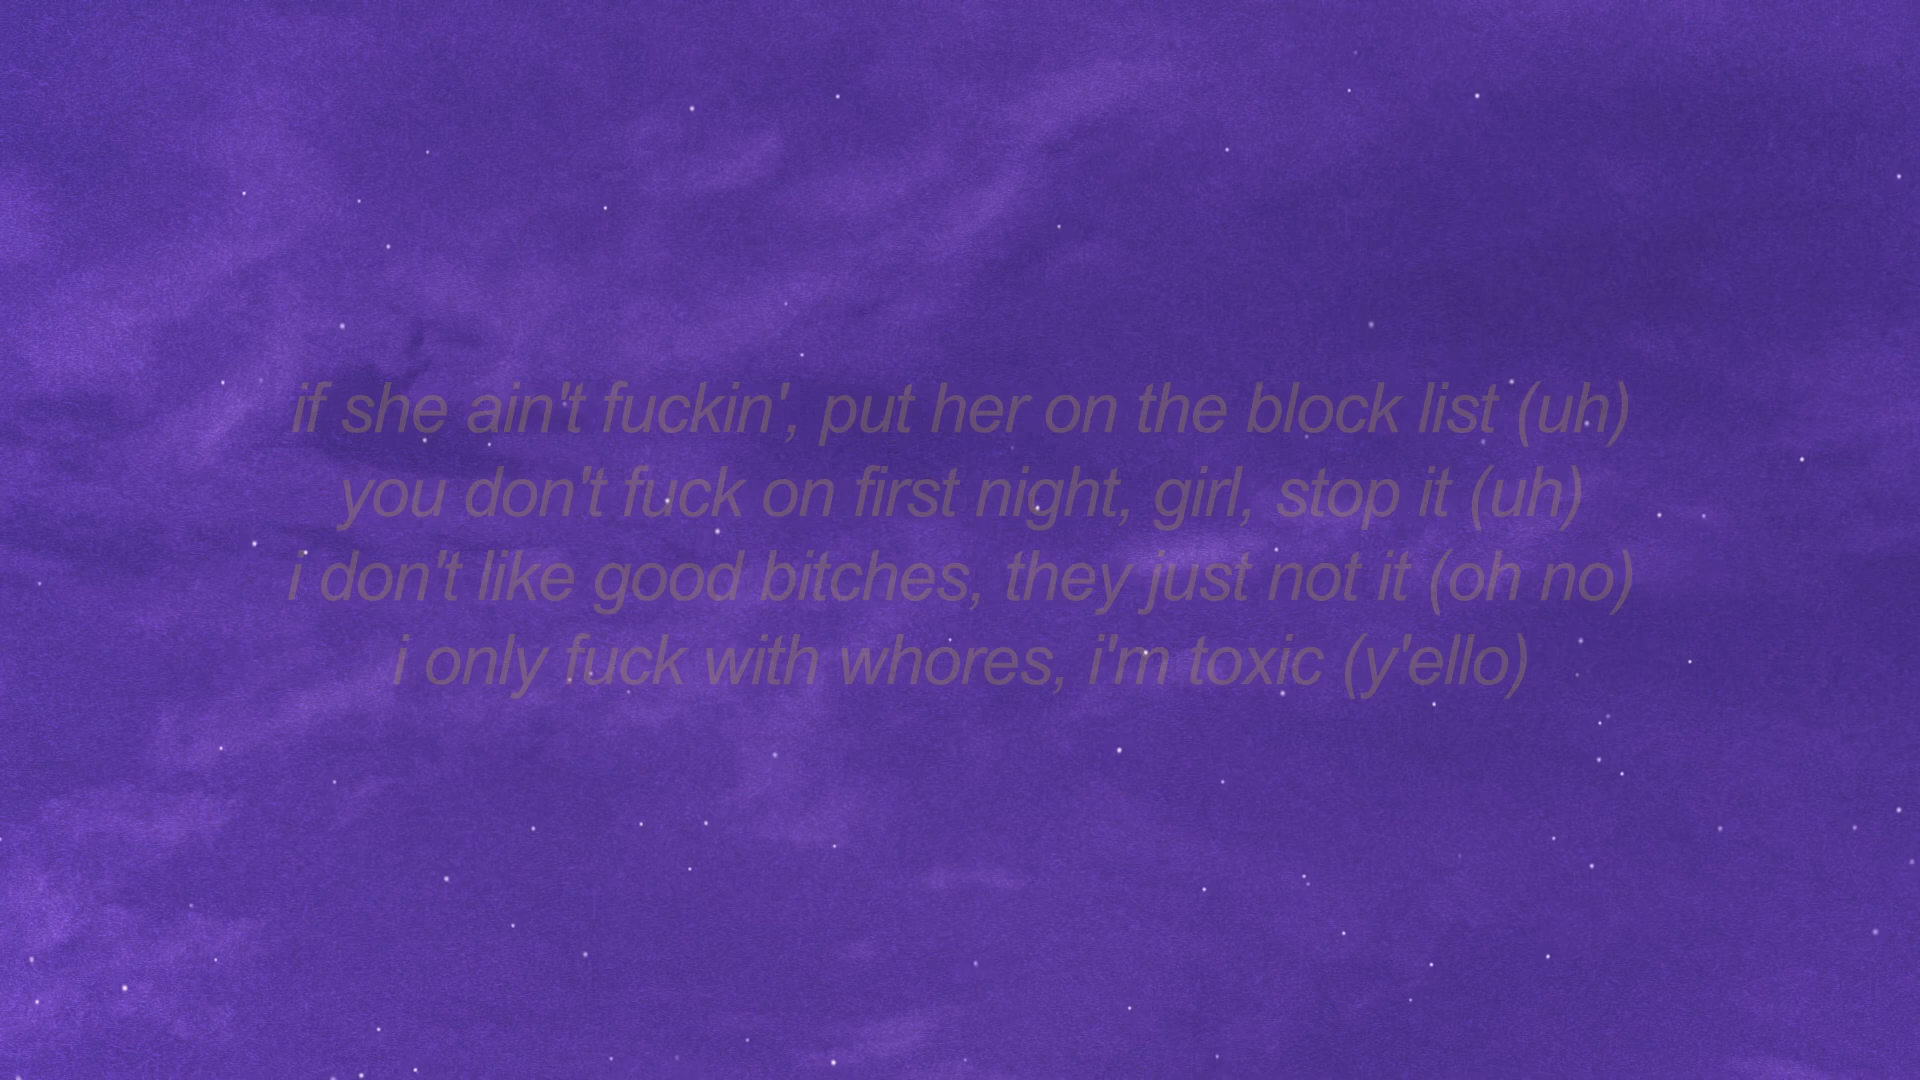 if she ain't fuckin', put her on the block list (uh)
you don't fuck on first night, girl, stop it (uh)
i don't like good bitches, they just not it (oh no)
i only fuck with whores, i'm toxic (y'ello)